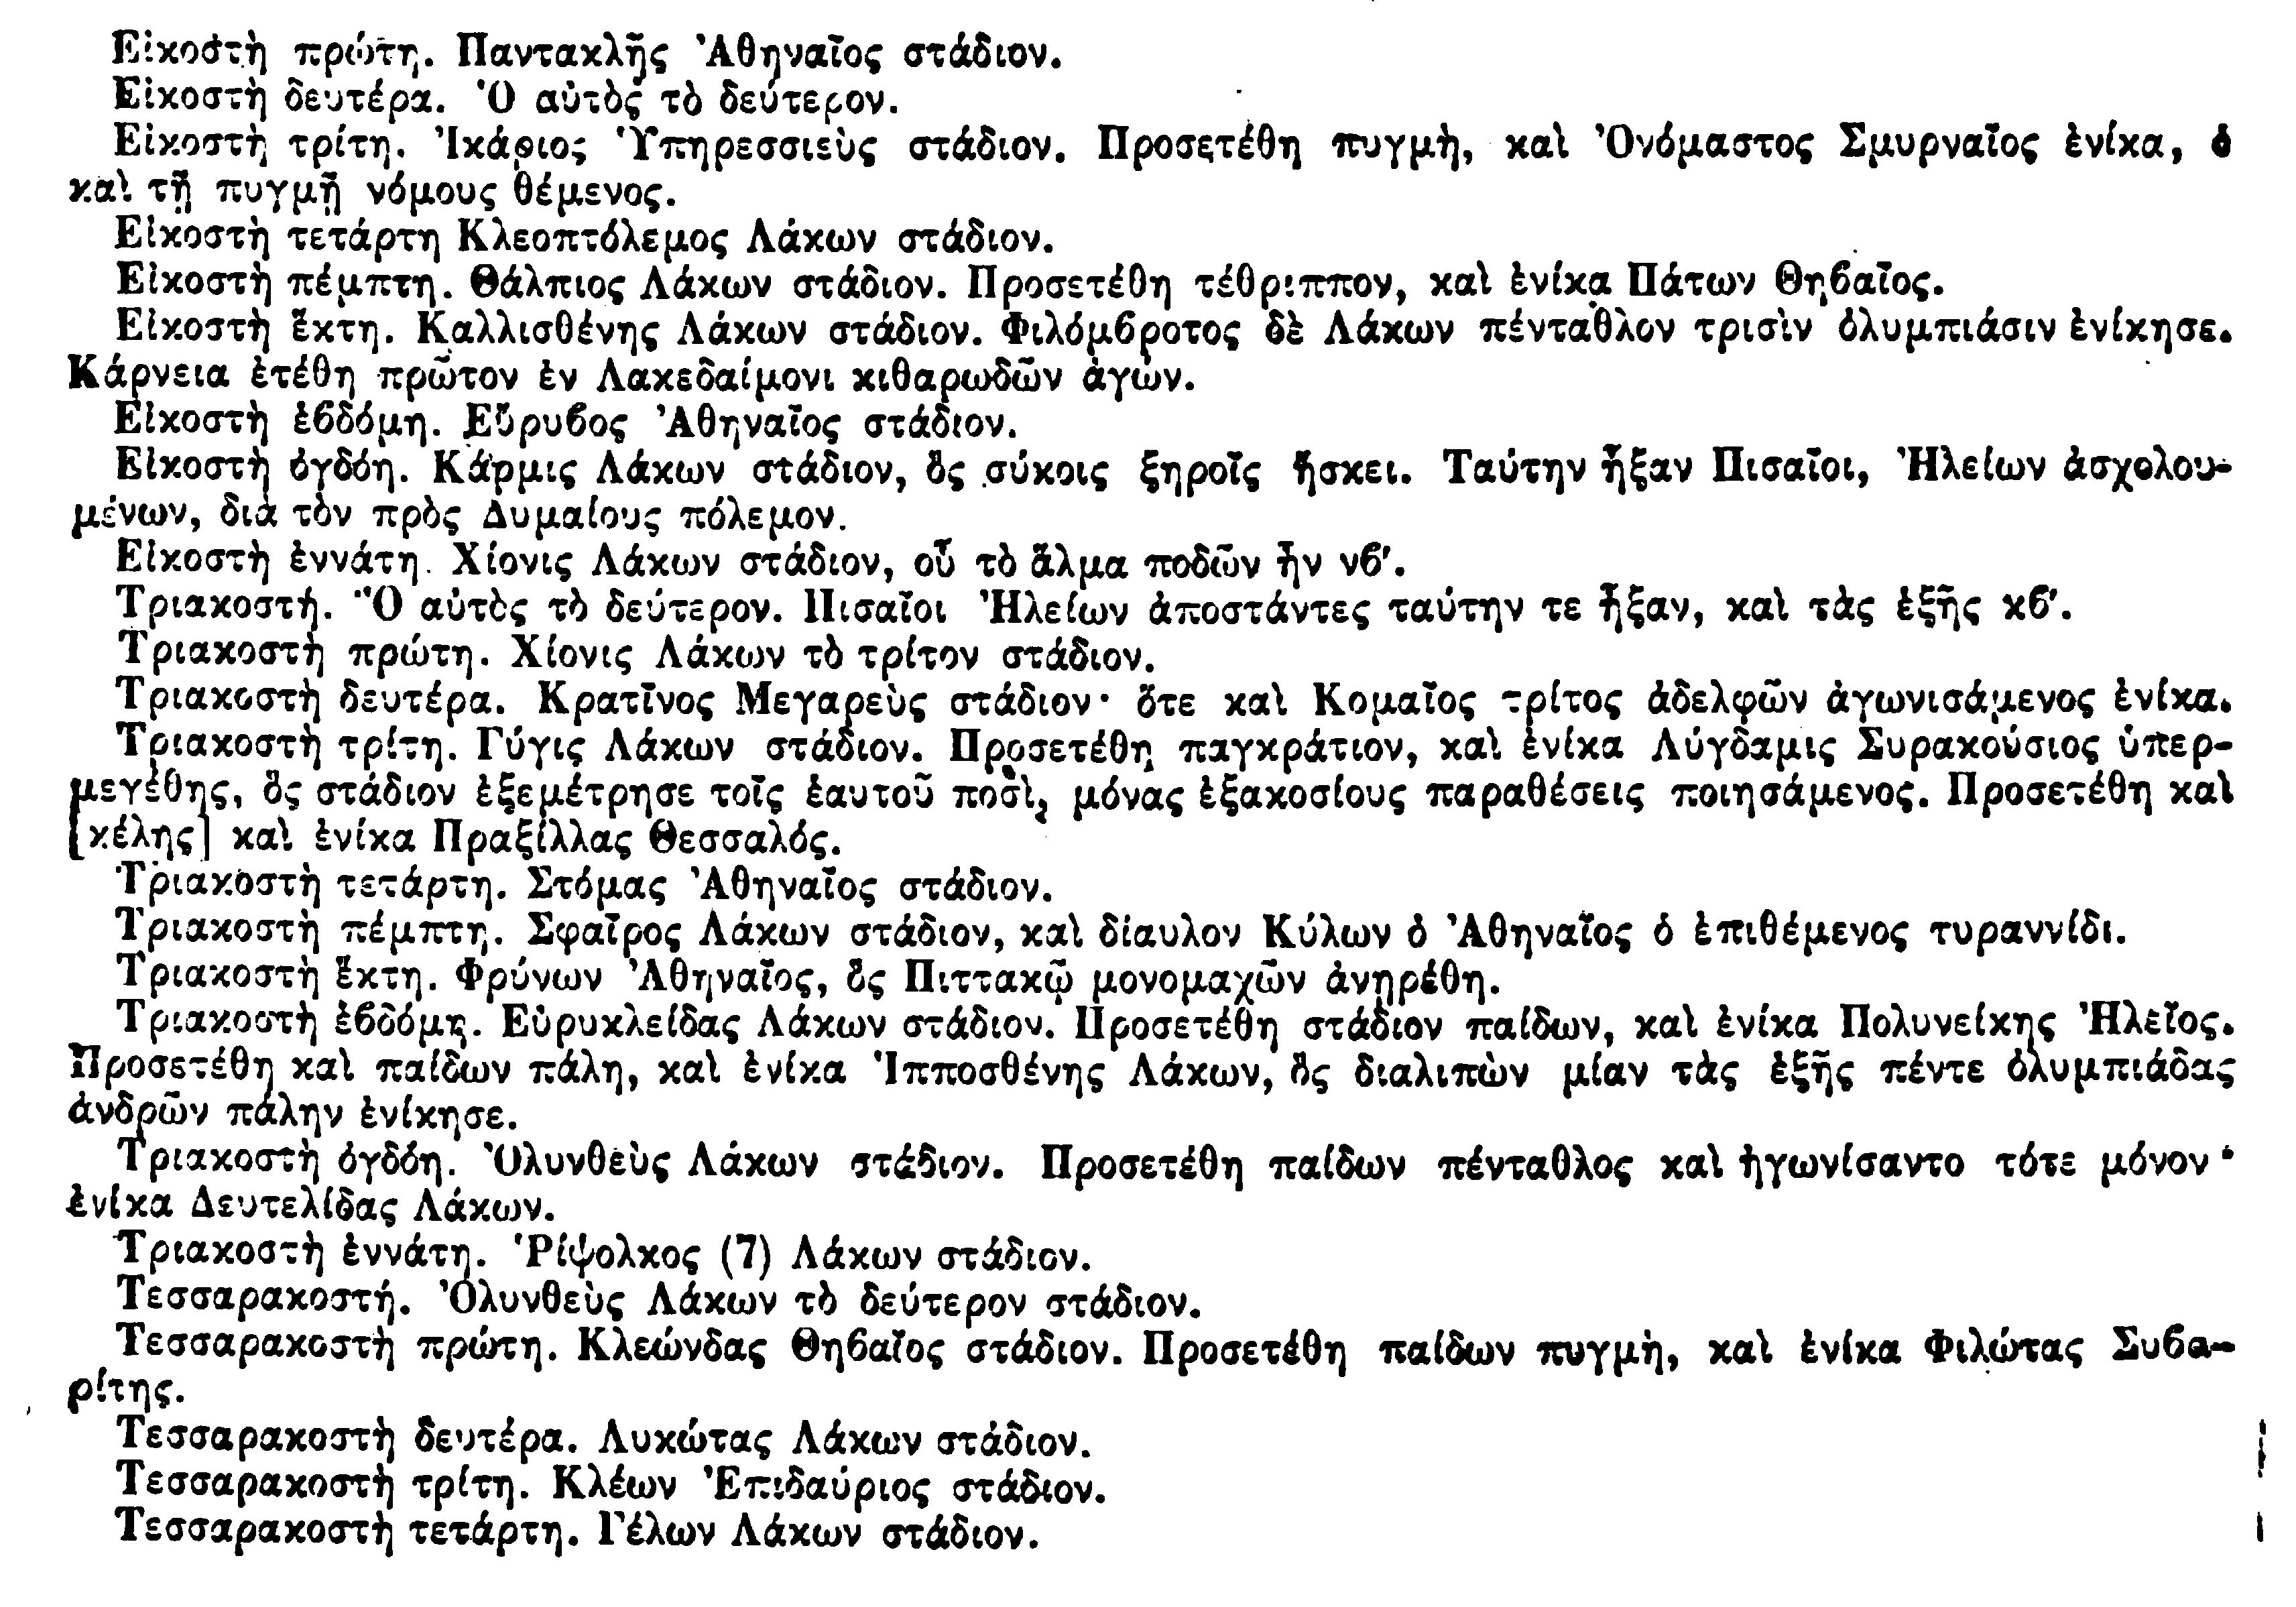 Εἰκοστὴ πρώτη. Παντακλῆς Ἀθηναῖος στάδιον.
Εἰκοστὴ δευτέρα. Ὁ αὐτὸς τὸ δεύτερον.
Εἰκοστὴ τρίτη. Ἰκάριος Ὑπηρεσσιεὺς στάδιον. Προσετέθη πυγμὴ, καὶ Ὀνόμαστος Σμυρναῖος ἐνίκα, ὁ
καὶ τῇ πυγμῇ νόμους θέμενος.
Εἰκοστὴ τετάρτη Κλεοπτόλεμος Λάκων στάδιον.
Εἰκοστὴ πέμπτη. Θάλπιος Λάκων στάδιον. Προσετέθη τέθριππον, καὶ ἐνίκα Πάτων Θηϐαῖος.
Εἰκοστὴ ἕκτη. Καλλισθένης Λάκων στάδιον. Φιλόμϐροτος δὲ Λάκων πένταθλον τρισὶν ὀλυμπιάσιν ἐνίκησε.
Κάρνεια ἐτέθη πρῶτον ἐν Λακεδαίμονι κιθαρωδῶν ἀγών.
Εἰκοστὴ ἑϐδόμη. Εὔρυϐος Ἀθηναῖος στάδιον.
Εἰκοστὴ ὀγδόη. Κάρμις Λάκων στάδιον, ὃς σύκοις ξηροῖς ἤσκει. Ταύτην ἦξαν Πισαῖοι, Ἠλείων ἀσχολου-
μένων, διὰ τὸν πρὸς Δυμαίους πόλεμον.
Εἰκοστὴ ἐννάτη. Χίονις Λάκων στάδιον, οὗ τὸ ἅλμα ποδῶν ἦν νϐʹ.
Τριακοστή. Ὁ αὐτὸς τὸ δεύτερον. Πισαῖοι Ἠλείων ἀποστάντες ταύτην τε ἦξαν, καὶ τὰς ἑξῆς κϐʹ.
Τριακοστὴ πρώτη. Χίονις Λάκων τὸ τρίτον στάδιον.
Τριακοστὴ δευτέρα. Κρατῖνος Μεγαρεὺς στάδιον· ὅτε καὶ Κομαῖος τρίτος ἀδελφῶν ἀγωνισάμενος ἐνίκα.
Τριακοστὴ τρίτη. Γύγις Λάκων στάδιον. Προσετέθη παγκράτιον, καὶ ἐνίκα Λύγδαμις Συρακούσιος ὑπερ-
μεγέθης, ὃς στάδιον ἐξεμέτρησε τοῖς ἑαυτοῦ ποσὶ, μόνας ἑξακοσίους παραθέσεις ποιησάμενος. Προσετέθη καὶ
[κέλης] καὶ ἐνίκα Πραξίλλας Θεσσαλός.
Τριακοστὴ τετάρτη. Στόμας Ἀθηναῖος στάδιον.
Τριακοστὴ πέμπτη. Σφαῖρος Λάκων στάδιον, καὶ δίαυλον Κύλων ὁ Ἀθηναῖος ὁ ἐπιθέμενος τυραννίδι.
Τριακοστὴ ἕκτη. Φρύνων Ἀθηναῖος, ὃς Πιττακῷ μονομαχῶν ἀνῃρέθη.
Τριακοστὴ ἑϐδόμη. Εὐρυκλείδας Λάκων στάδιον. Προσετέθη στάδιον παίδων, καὶ ἐνίκα Πολυνείκης Ἠλεῖος.
Προσετέθη καὶ παίδων πάλη, καὶ ἐνίκα Ἱπποσθένης Λάκων, ὃς διαλιπὼν μίαν τὰς ἑξῆς πέντε ὀλυμπιάδας
ἀνδρῶν πάλην ἐνίκησε.
Τριακοστὴ ὀγδόη. Ὀλυνθεὺς Λάκων στάδιον. Προσετέθη παίδων πένταθλος καὶ ἠγωνίσαντο τότε μόνον·
ἐνίκα Δευτελίδας Λάκων.
Τριακοστὴ ἐννάτη. Ῥίψολκος (7) Λάκων στάδιον.
Τεσσαρακοστή. Ὀλυνθεὺς Λάκων τὸ δεύτερον στάδιον.
Τεσσαρακοστὴ πρώτη. Κλεώνδας Θηϐαῖος στάδιον. Προσετέθη παίδων πυγμὴ, καὶ ἐνίκα Φιλώτας Συϐα-
ρίτης.
Τεσσαρακοστὴ δευτέρα. Λυκώτας Λάκων στάδιον.
Τεσσαρακοστὴ τρίτη. Κλέων Ἐπιδαύριος στάδιον.
Τεσσαρακοστὴ τετάρτη. Γέλων Λάκων στάδιον.